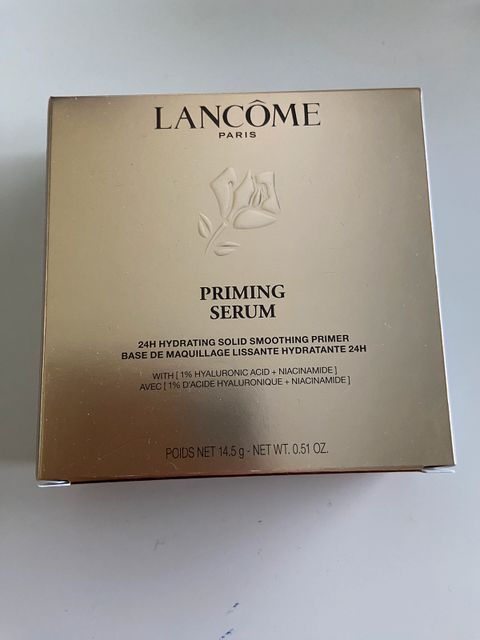 LANCÔME
PARIS
PRIMING
SERUM
24H HYDRATING SOLID SMOOTHING PRIMER
BASE DE MAQUILLAGE LISSANTE HYDRATANTE 24H
WITH [ 1% HYALURONIC ACID + NIACINAMIDE ]
AVEC [ 1% D'ACIDE HYALURONIQUE + NIACINAMIDE ]
POIDS NET 14.5 g - NET WT. 0.51 OZ.